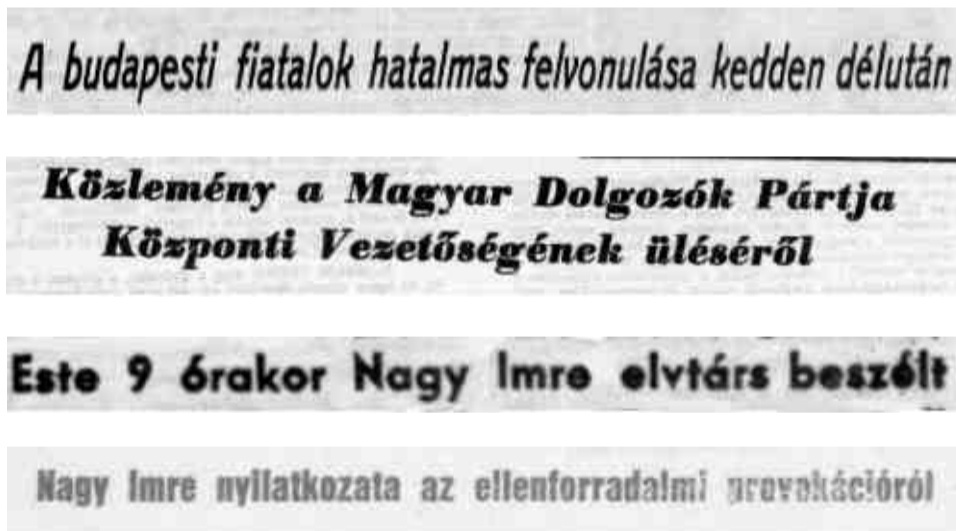 A budapesti fiatalok hatalmas felvonulása kedden délután
Közlemény a Magyar Dolgozók Pártja
Központi Vezetőségének üléséről
Este 9 órakor Nagy Imre elvtárs beszélt
Nagy Imre nyilatkozata az ellenforradalmi provokációról